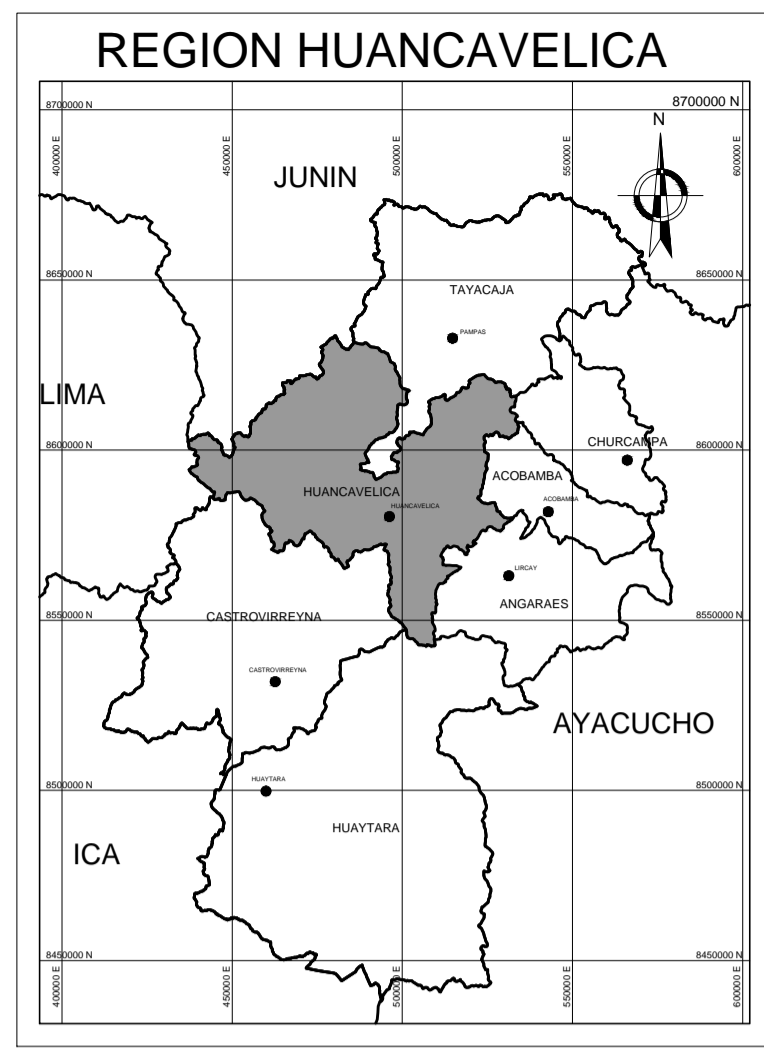 REGION HUANCAVELICA
8700000 N
8700000 N
400000 E
450000 E
500000 E
550000 E
600000 E
N
JUNIN
8650000 N
8650000 N
TAYACAJA
PAMPAS
LIMA
8600000 N
8600000 N
CHURCAMPA
ACOBAMBA
HUANCAVELICA
ACOBAMBA
HUANCAVELICA
LIRCAY
ANGARAES
8550000 N
8550000 N
CASTROVIRREYNA
CASTROVIRREYNA
AYACUCHO
HUAYTARA
8500000 N
8500000 N
HUAYTARA
ICA
8450000 N
8450000 N
400000 E
450000 E
500000 E
550000 E
600000 E